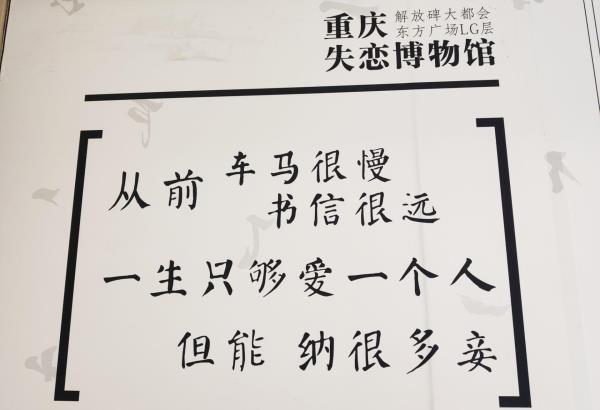 重庆 解放碑大都会
东方广场LG层
失恋博物馆
从前 车马很慢
书信很远
一生只够爱一个人
但能 纳很多妾